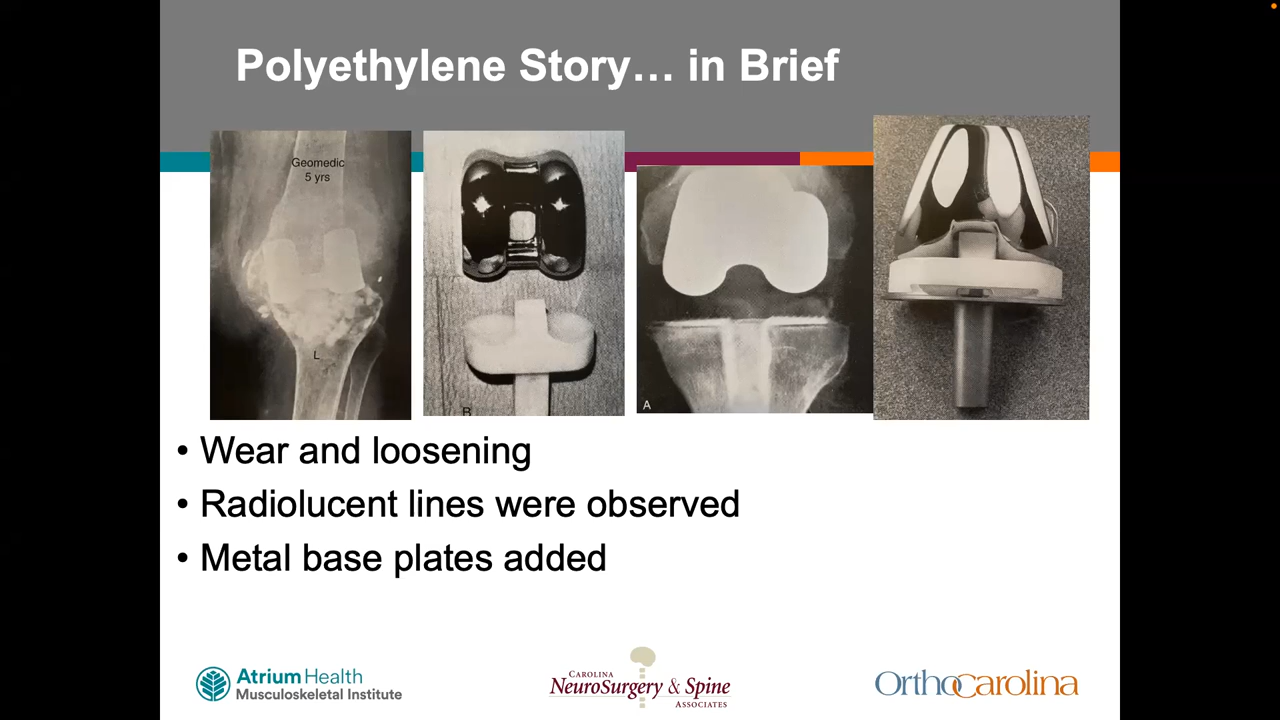 Polyethylene Story… in Brief
Geomedic
5 yrs
L
B
A
• Wear and loosening
• Radiolucent lines were observed
• Metal base plates added
Atrium Health
Musculoskeletal Institute
CAROLINA
NEUROSURGERY & SPINE
ASSOCIATES
OrthoCarolina